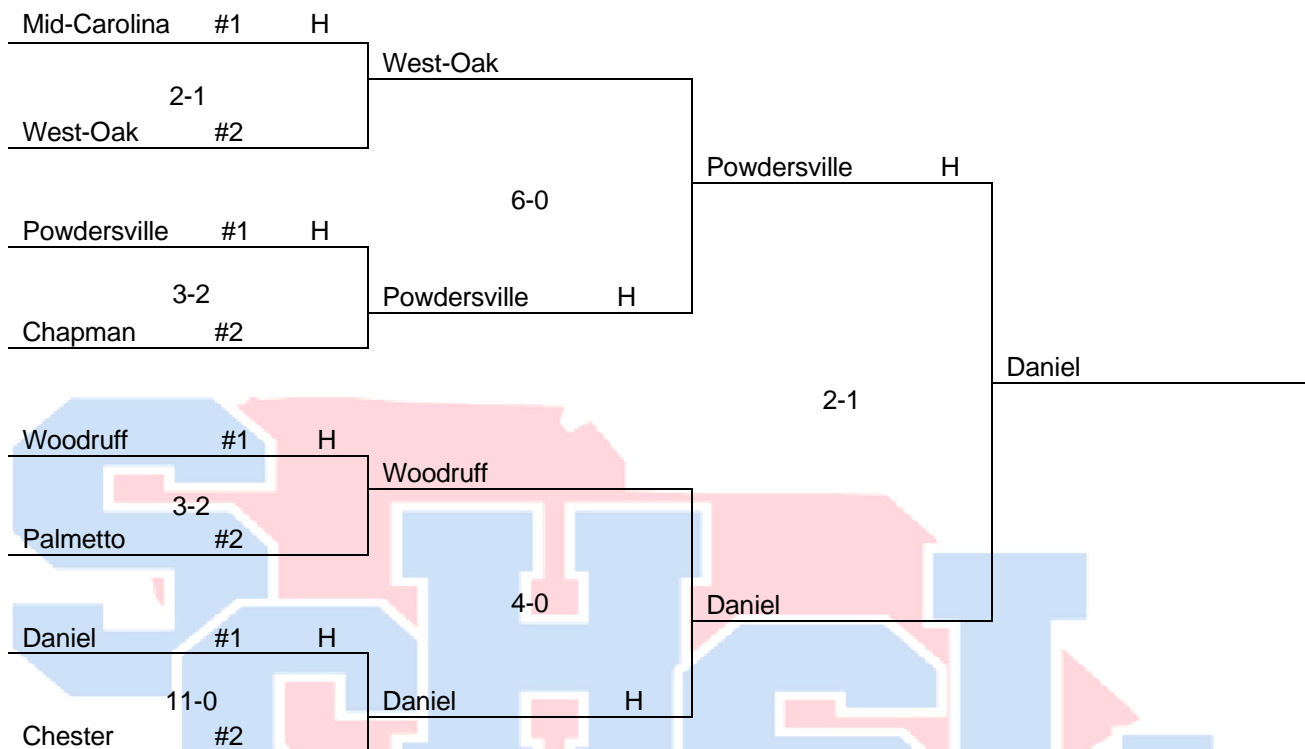 Mid-Carolina #1 H
West-Oak
2-1
West-Oak #2
Powdersville H
6-0
Powdersville #1 H
3-2
Powdersville H
Chapman #2
Daniel
2-1
Woodruff #1 H
Woodruff
3-2
Palmetto #2
4-0
Daniel
Daniel #1 H
11-0
Daniel H
Chester #2
SCHSL